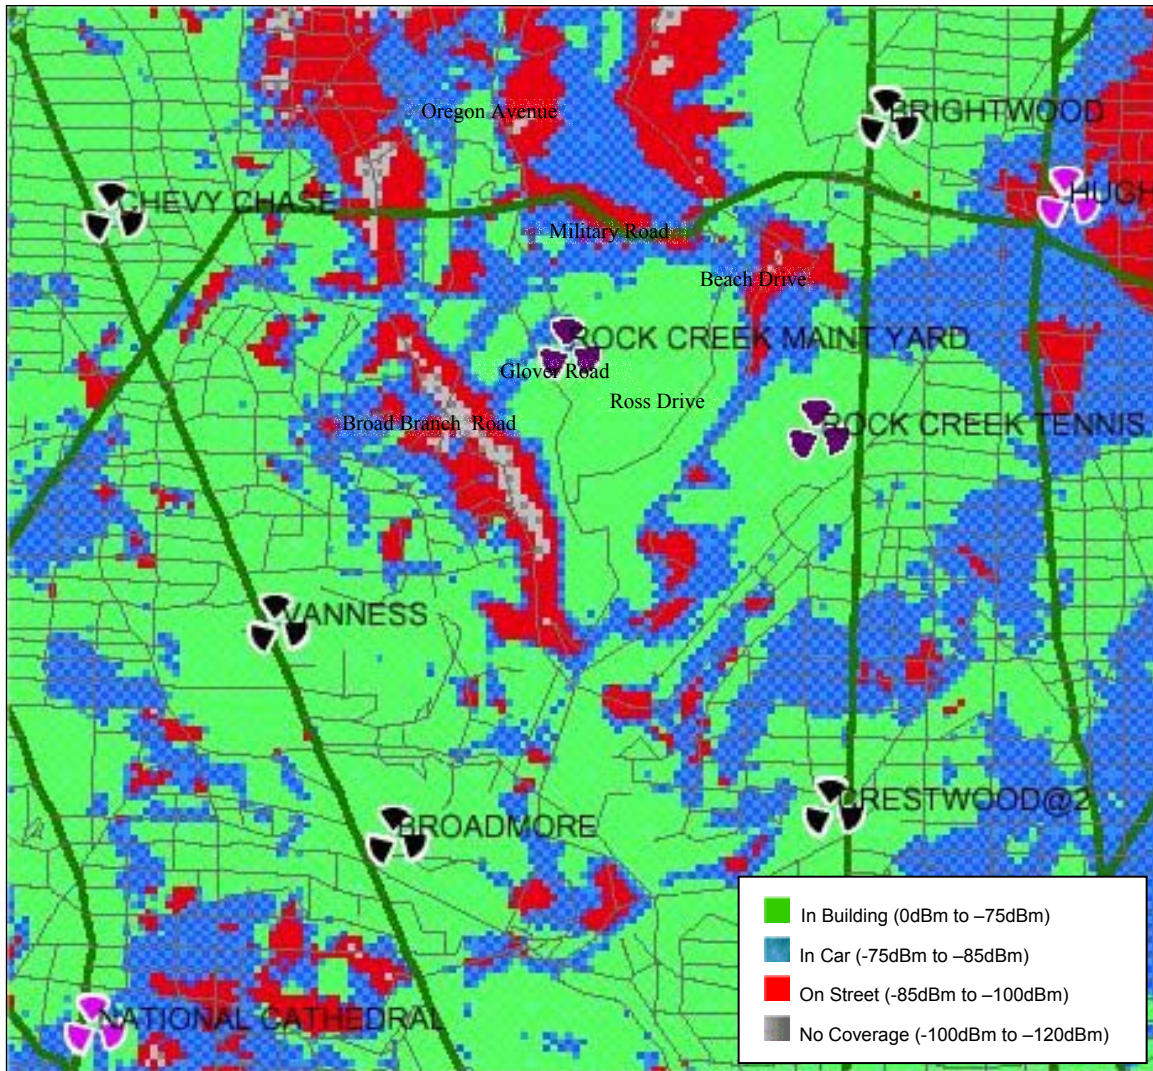 Oregon Avenue
BRIGHTWOOD
CHEVY CHASE
HUGH
Military Road
Beach Drive
ROCK CREEK MAINT YARD
Glover Road
Ross Drive
Broad Branch Road
ROCK CREEK TENNIS
VANNESS
CRESTWOOD@2
BROADMORE
NATIONAL CATHEDRAL
In Building (0dBm to –75dBm)
In Car (-75dBm to –85dBm)
On Street (-85dBm to –100dBm)
No Coverage (-100dBm to –120dBm)